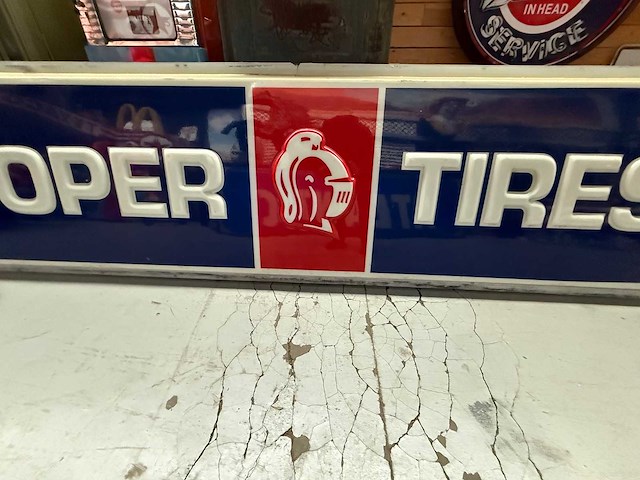 IN HEAD
SERVICE
OPER TIRES